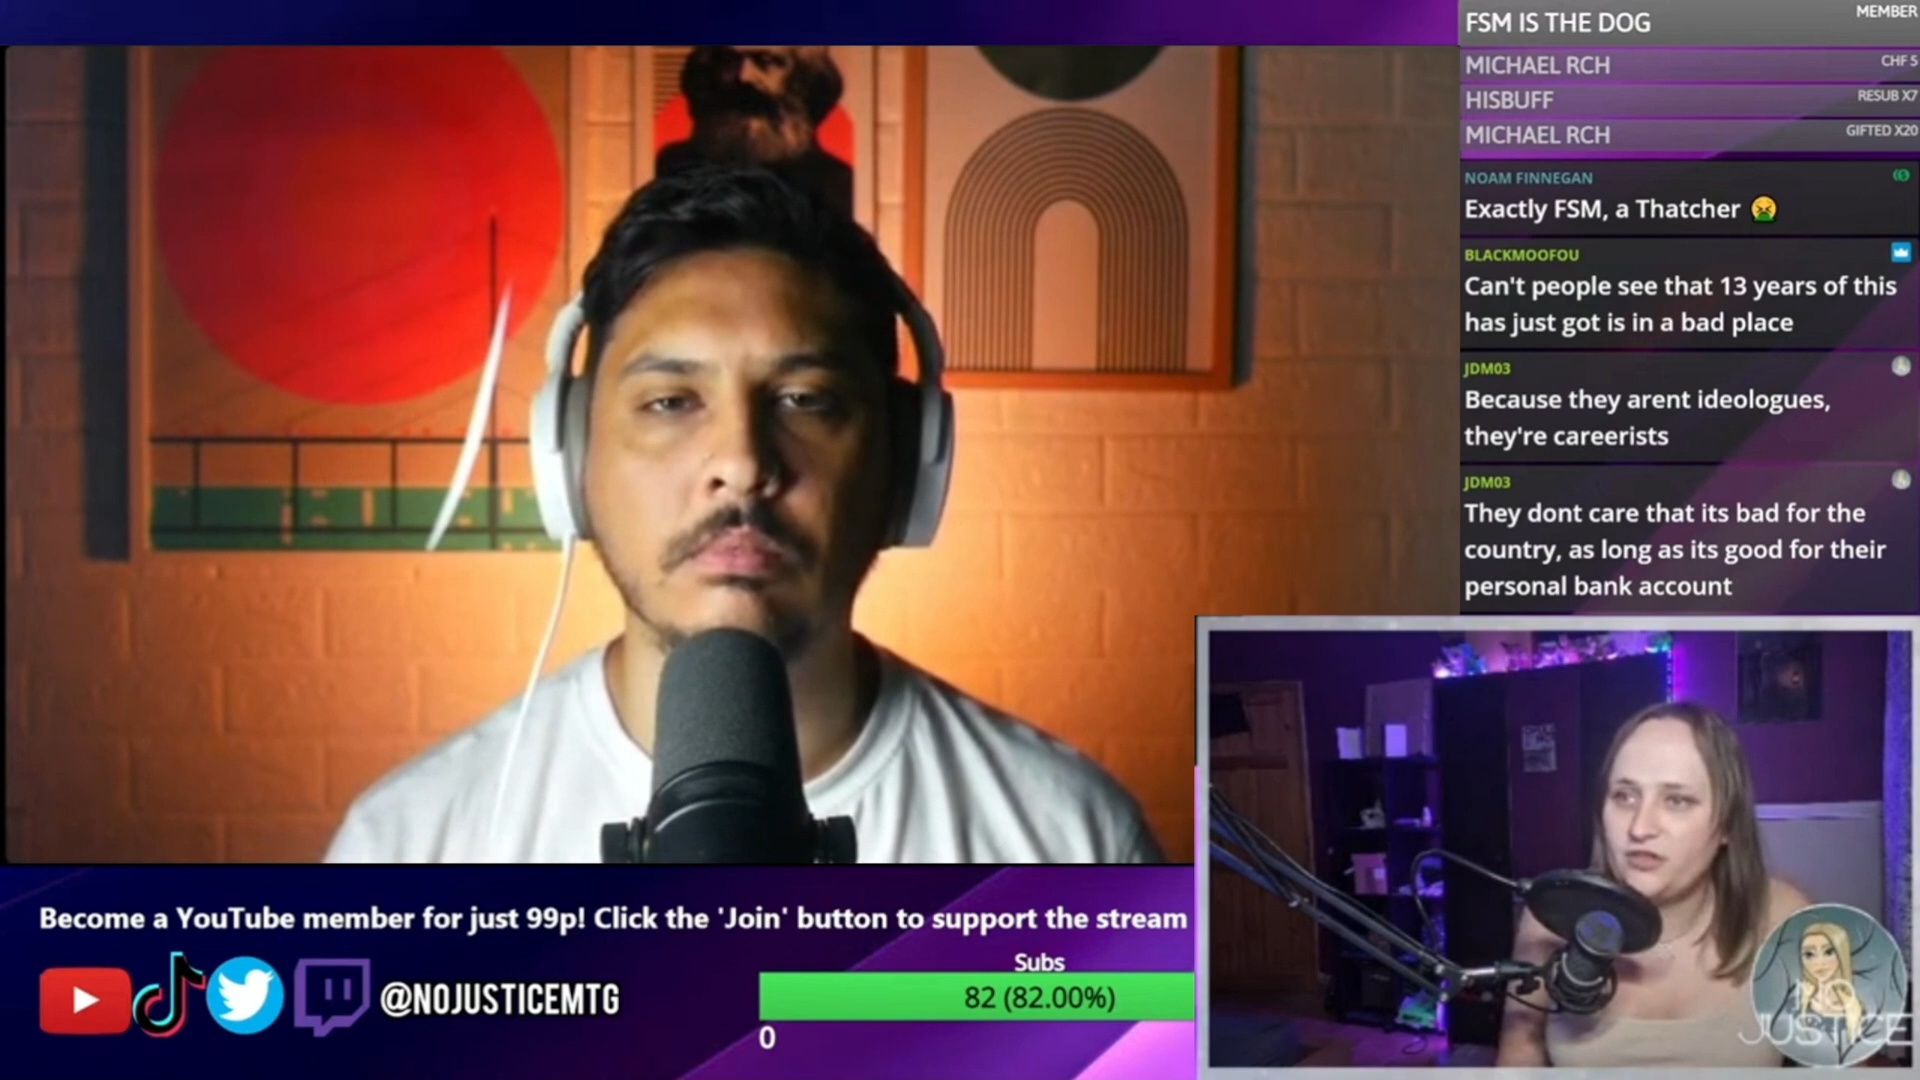 FSM IS THE DOG MEMBER
MICHAEL RCH CHF 5
HISBUFF RESUB X7
MICHAEL RCH GIFTED X20
NOAM FINNEGAN
Exactly FSM, a Thatcher 🤮
BLACKMOOFOU
Can't people see that 13 years of this
has just got is in a bad place
JDM03
Because they arent ideologues,
they're careerists
JDM03
They dont care that its bad for the
country, as long as its good for their
personal bank account
Become a YouTube member for just 99p! Click the 'Join' button to support the stream
@NOJUSTICEMTG
Subs
82 (82.00%)
0
NO
JUSTICE